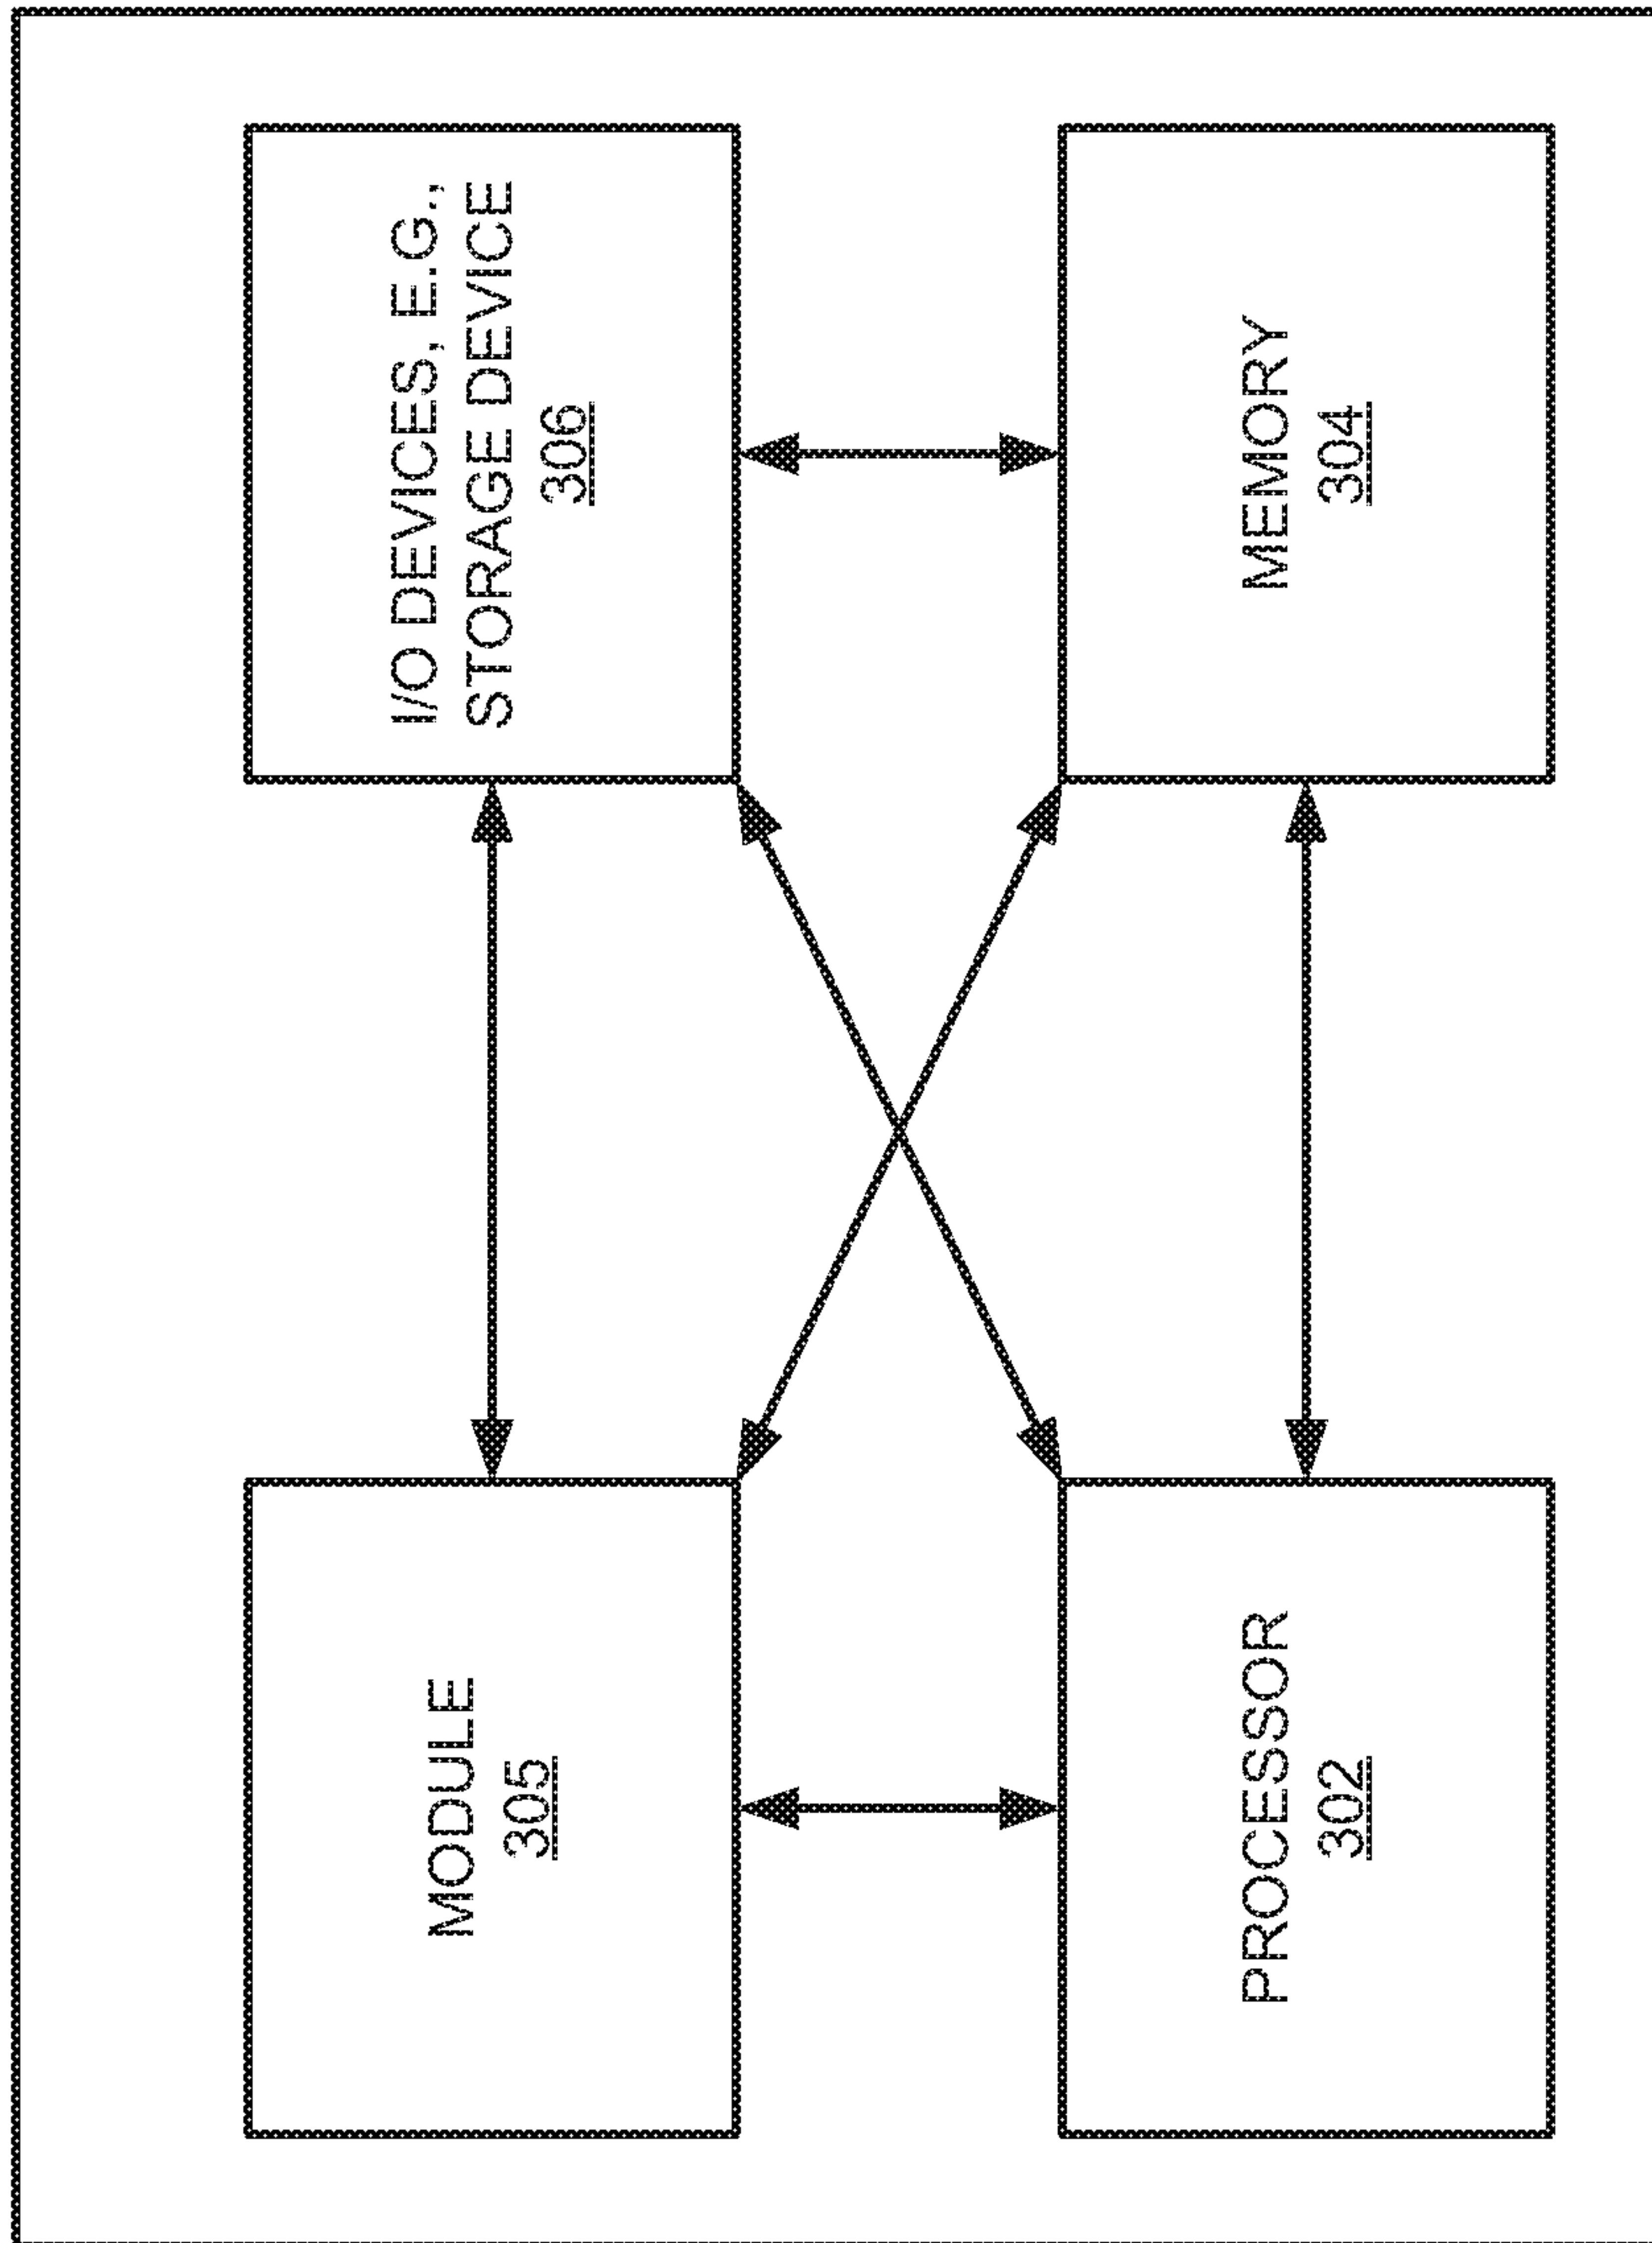 MODULE
305
I/O DEVICES, E.G.,
STORAGE DEVICE
306
PROCESSOR
302
MEMORY
304